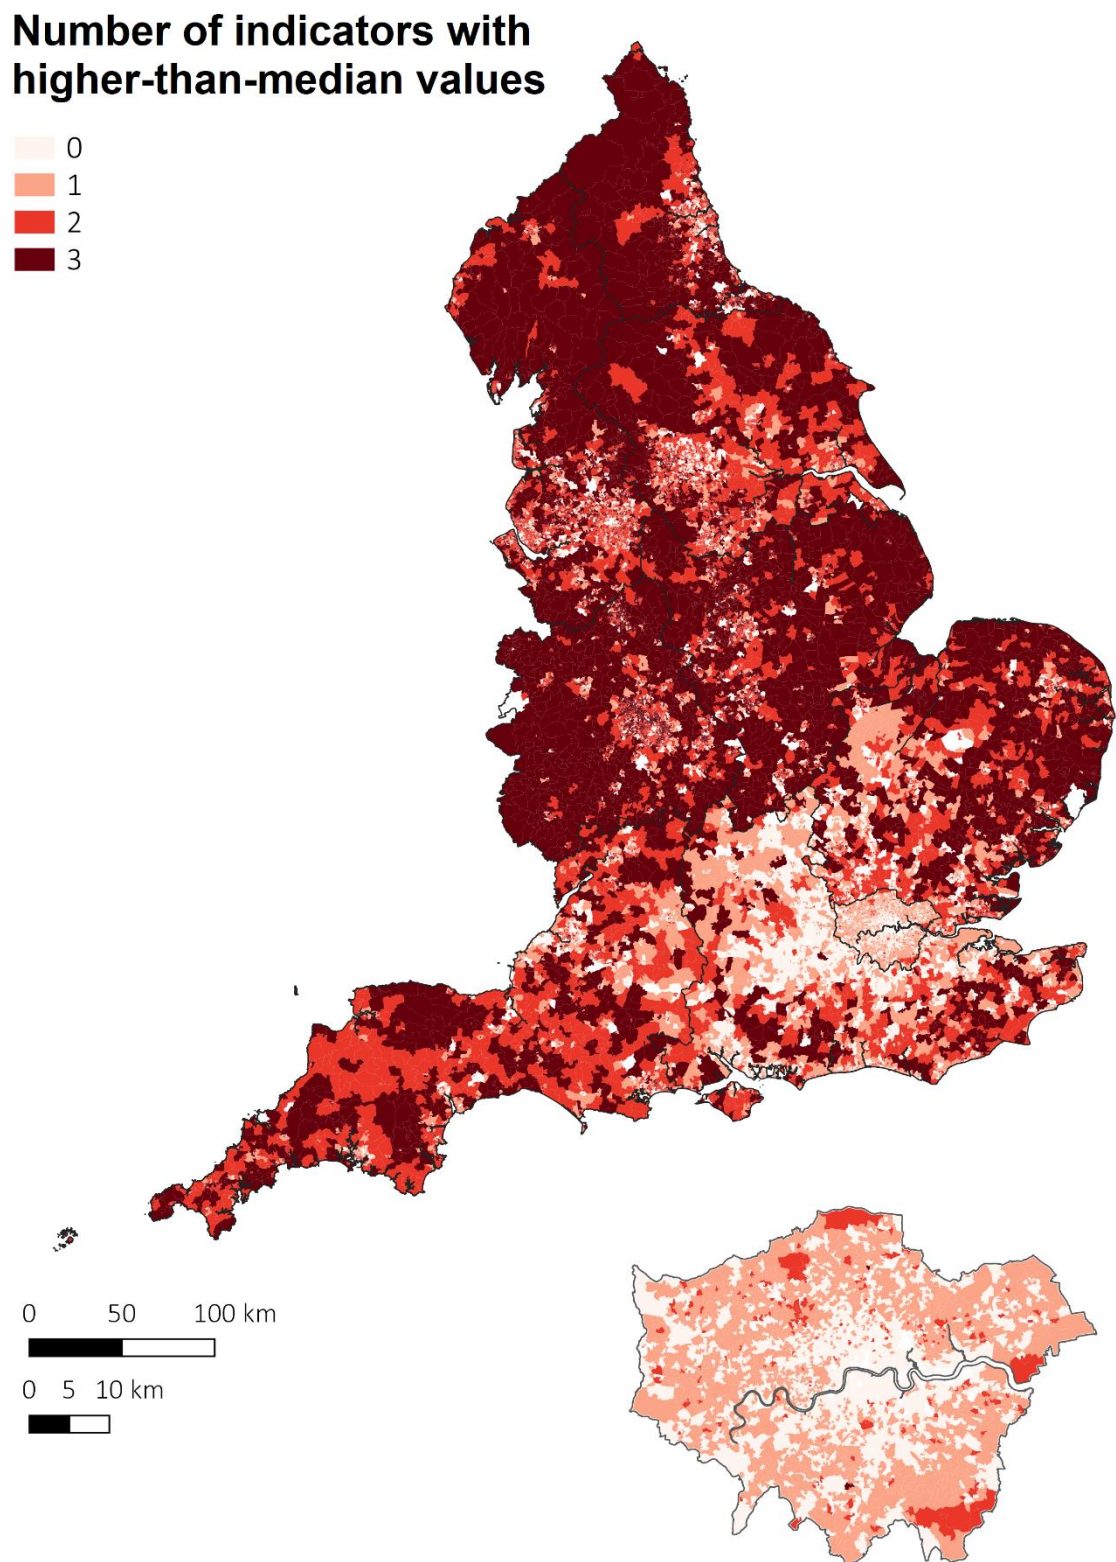 Number of indicators with
higher-than-median values
0
1
2
3
0 50 100 km
0 5 10 km